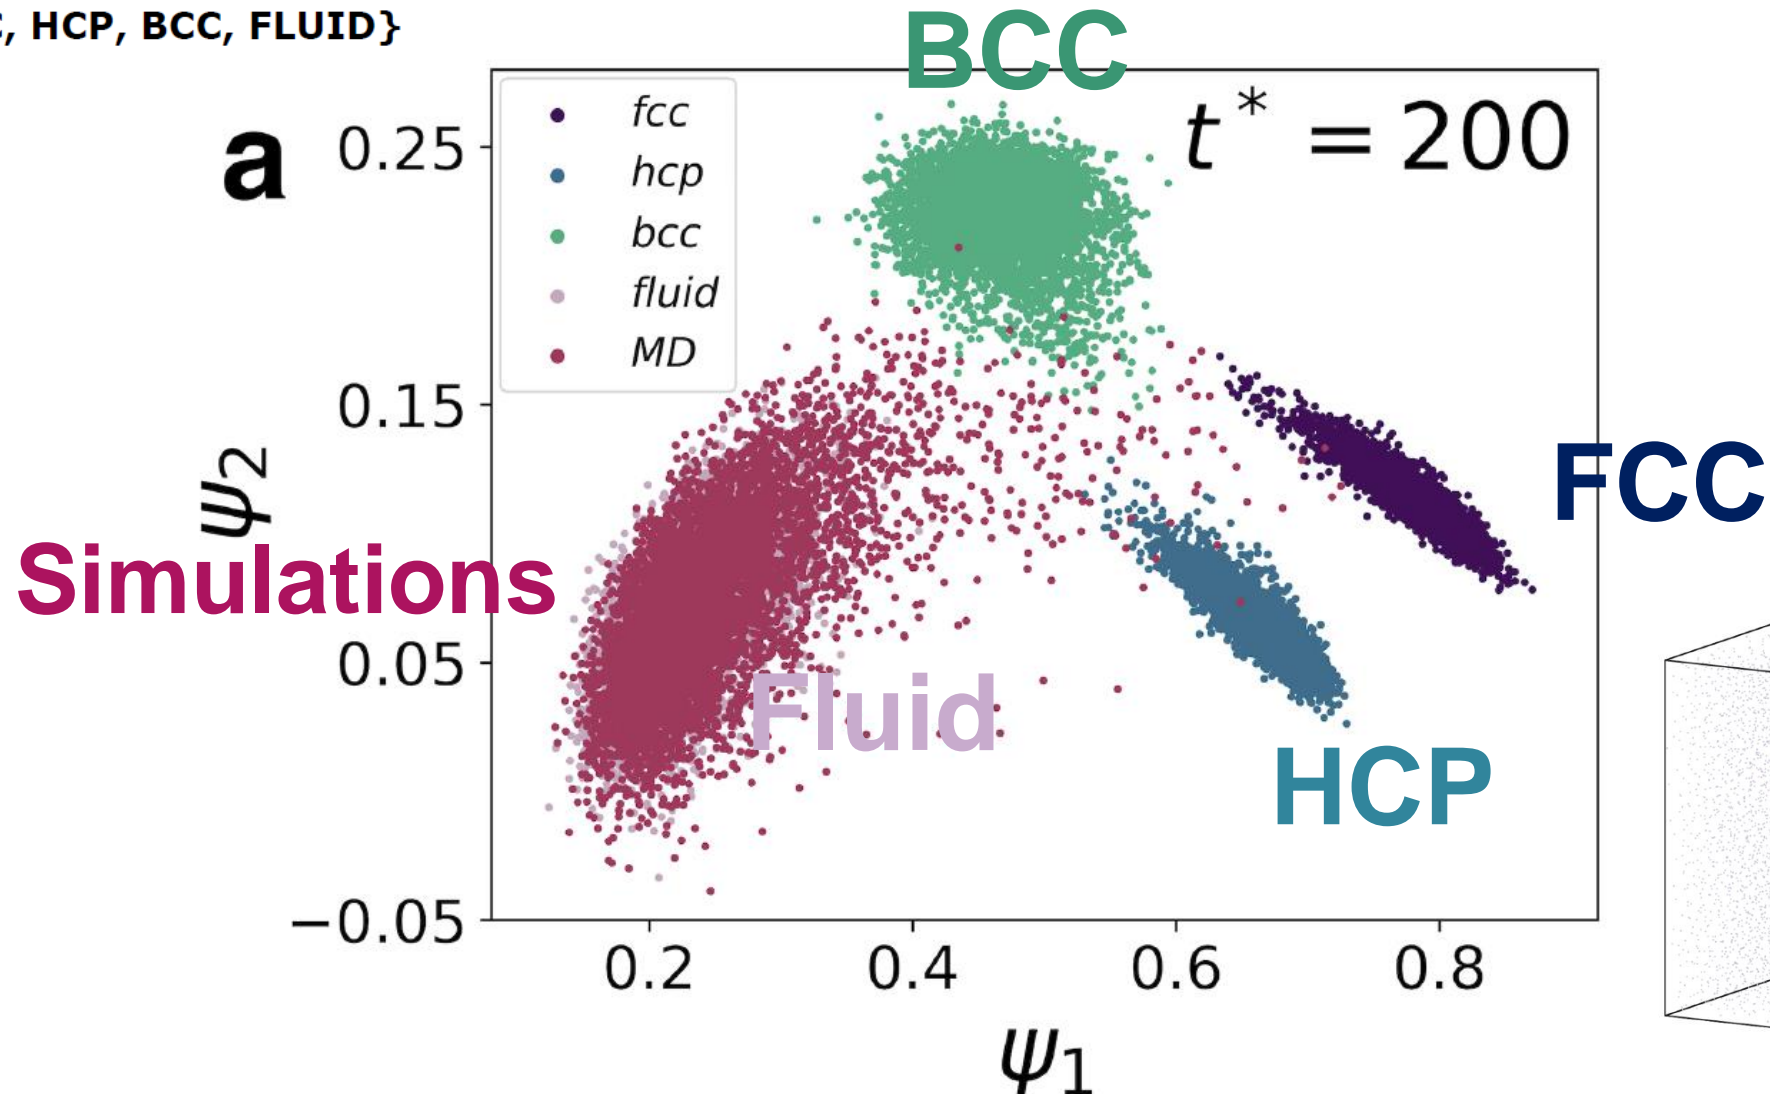 HCP, BCC, FLUID}
BCC
a
t* = 200
fcc
hcp
bcc
fluid
MD
0.25
0.15
0.05
−0.05
ψ2
Simulations
Fluid
FCC
HCP
0.2 0.4 0.6 0.8
ψ1